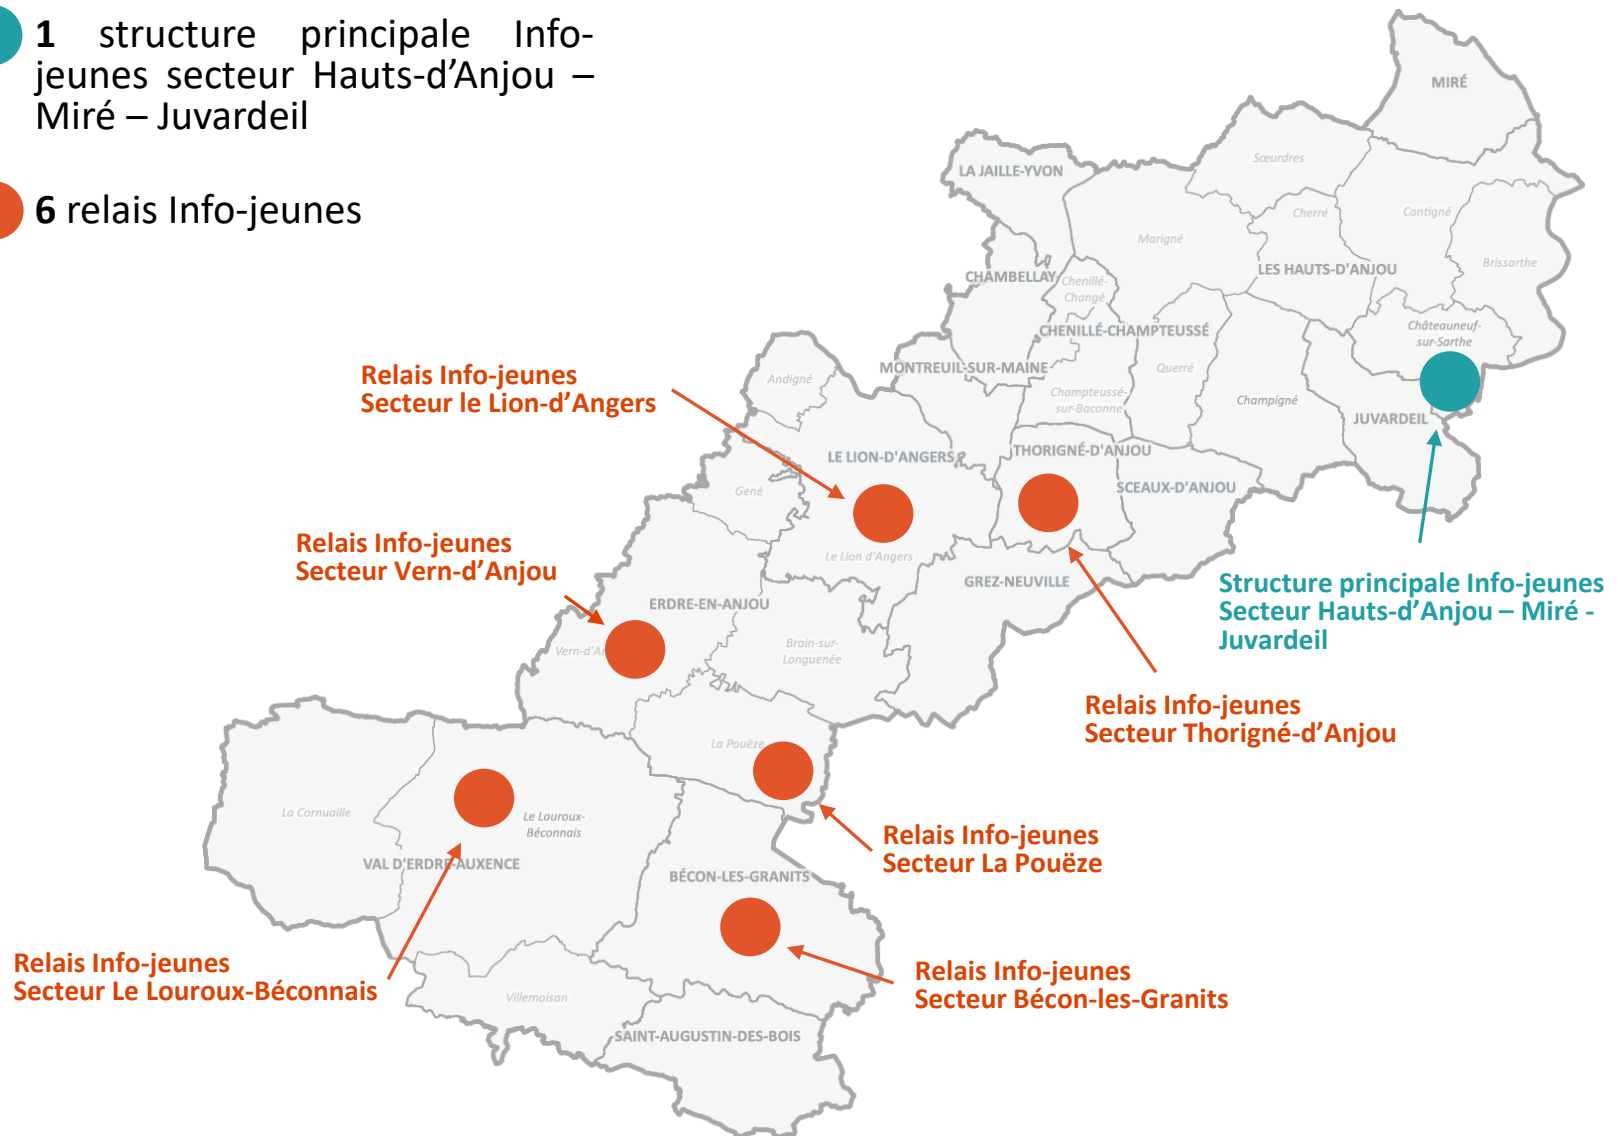 1 structure principale Info-
jeunes secteur Hauts-d'Anjou –
Miré – Juvardeil
6 relais Info-jeunes
MIRÉ
Sœurdres
LA JAILLE-YVON
Cherré
Contigné
Marigné
Brissarthe
LES HAUTS-D'ANJOU
CHAMBELLAY
Chenillé-
Changé
CHENILLÉ-CHAMPTEUSSÉ
Châteauneuf-
sur-Sarthe
MONTREUIL-SUR-MAINE
Querré
Andigné
Champteussé-
sur-Baconne
Champigné
JUVARDEIL
Relais Info-jeunes
Secteur le Lion-d'Angers
LE LION-D'ANGERS
THORIGNÉ-D'ANJOU
SCEAUX-D'ANJOU
Gené
Le Lion d'Angers
Relais Info-jeunes
Secteur Vern-d'Anjou
GREZ-NEUVILLE
Structure principale Info-jeunes
Secteur Hauts-d'Anjou – Miré -
Juvardeil
ERDRE-EN-ANJOU
Vern-d'An
Brain-sur-
Longuenée
Relais Info-jeunes
Secteur Thorigné-d'Anjou
La Pouëze
La Cornuaille
Le Louroux-
Béconnais
Relais Info-jeunes
Secteur La Pouëze
VAL D'ERDRE-AUXENCE
BÉCON-LES-GRANITS
Relais Info-jeunes
Secteur Le Louroux-Béconnais
Relais Info-jeunes
Secteur Bécon-les-Granits
Villemoisan
SAINT-AUGUSTIN-DES-BOIS